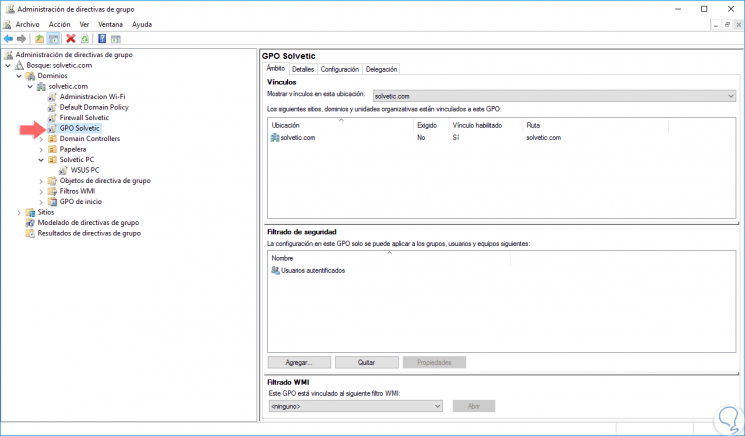 Administración de directivas de grupo
Archivo Acción Ver Ventana Ayuda
Administración de directivas de grupo
Bosque: solvetic.com
Dominios
solvetic.com
Administracion Wi-Fi
Default Domain Policy
Firewall Solvetic
GPO Solvetic
Domain Controllers
Papelera
Solvetic PC
WSUS PC
Objetos de directiva de grupo
Filtros WMI
GPO de inicio
Sitios
Modelado de directivas de grupo
Resultados de directivas de grupo
GPO Solvetic
Ámbito Detalles Configuración Delegación
Vínculos
Mostrar vínculos en esta ubicación: solvetic.com
Los siguientes sitios, dominios y unidades organizativas están vinculados a este GPO:
Ubicación Exigido Vínculo habilitado Ruta
solvetic.com No Sí solvetic.com
Filtrado de seguridad
La configuración en este GPO solo se puede aplicar a los grupos, usuarios y equipos siguientes:
Nombre
Usuarios autentificados
Agregar... Quitar Propiedades
Filtrado WMI
Este GPO está vinculado al siguiente filtro WMI:
<ninguno> Abrir